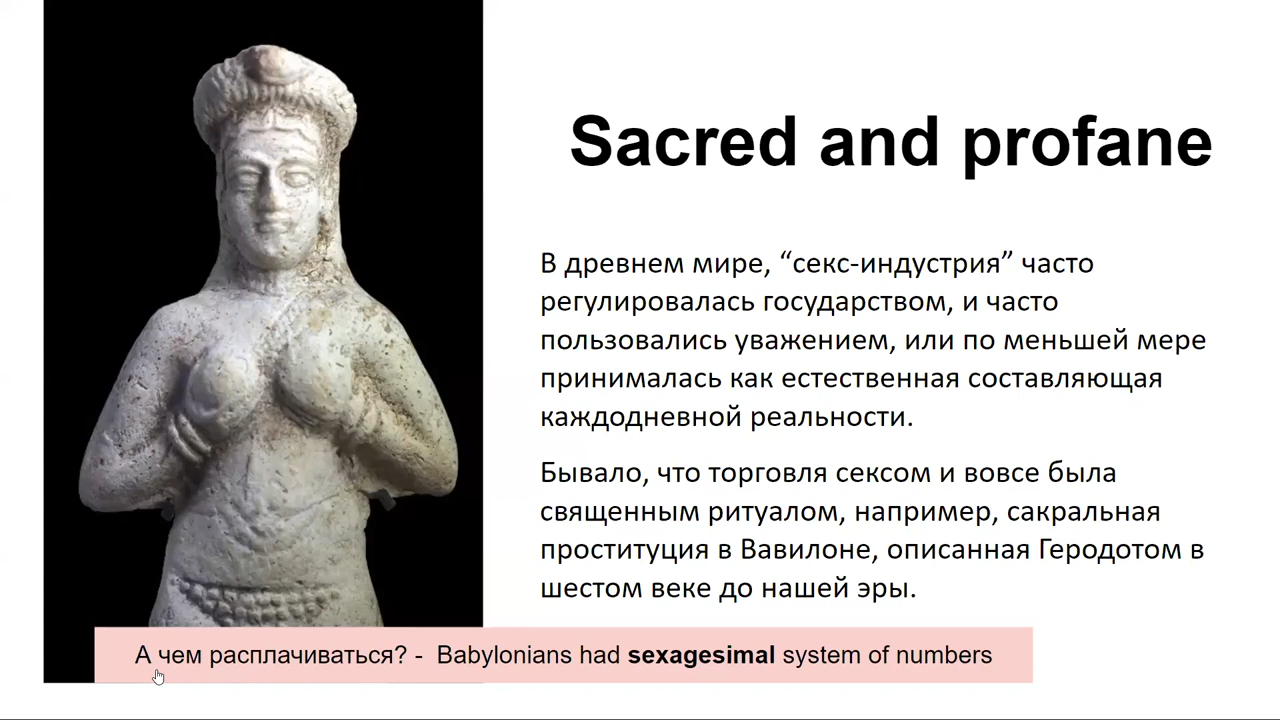 Sacred and profane
В древнем мире, “секс-индустрия” часто
регулировалась государством, и часто
пользовались уважением, или по меньшей мере
принималась как естественная составляющая
каждодневной реальности.
Бывало, что торговля сексом и вовсе была
священным ритуалом, например, сакральная
проституция в Вавилоне, описанная Геродотом в
шестом веке до нашей эры.
А чем расплачиваться? - Babylonians had sexagesimal system of numbers